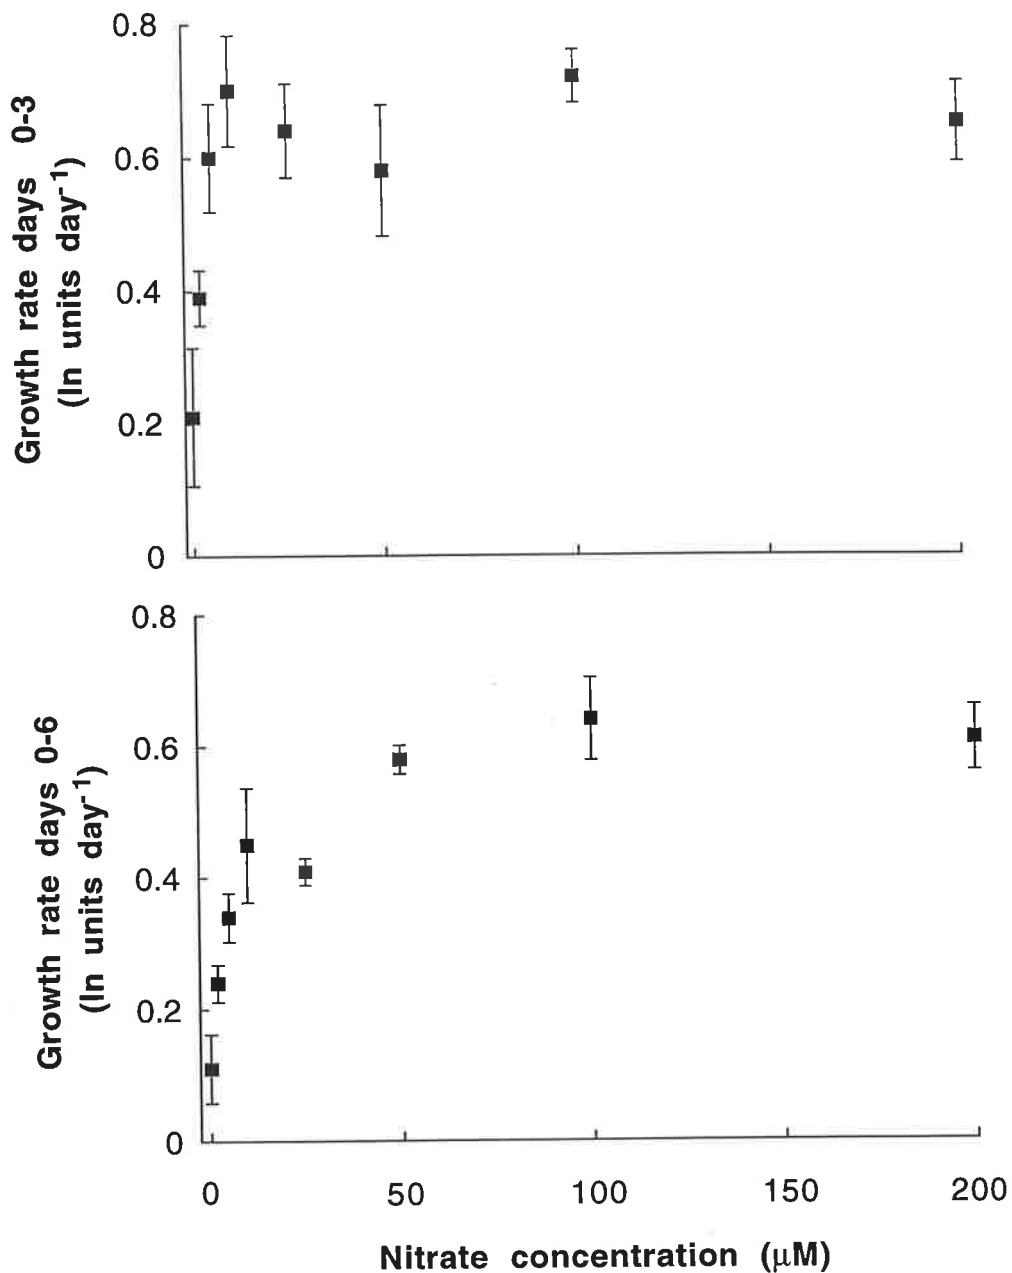 Growth rate days 0-3
(ln units day-1)
0.8
0.6
0.4
0.2
0
Growth rate days 0-6
(ln units day-1)
0.8
0.6
0.4
0.2
0
0 50 100 150 200
Nitrate concentration (μM)